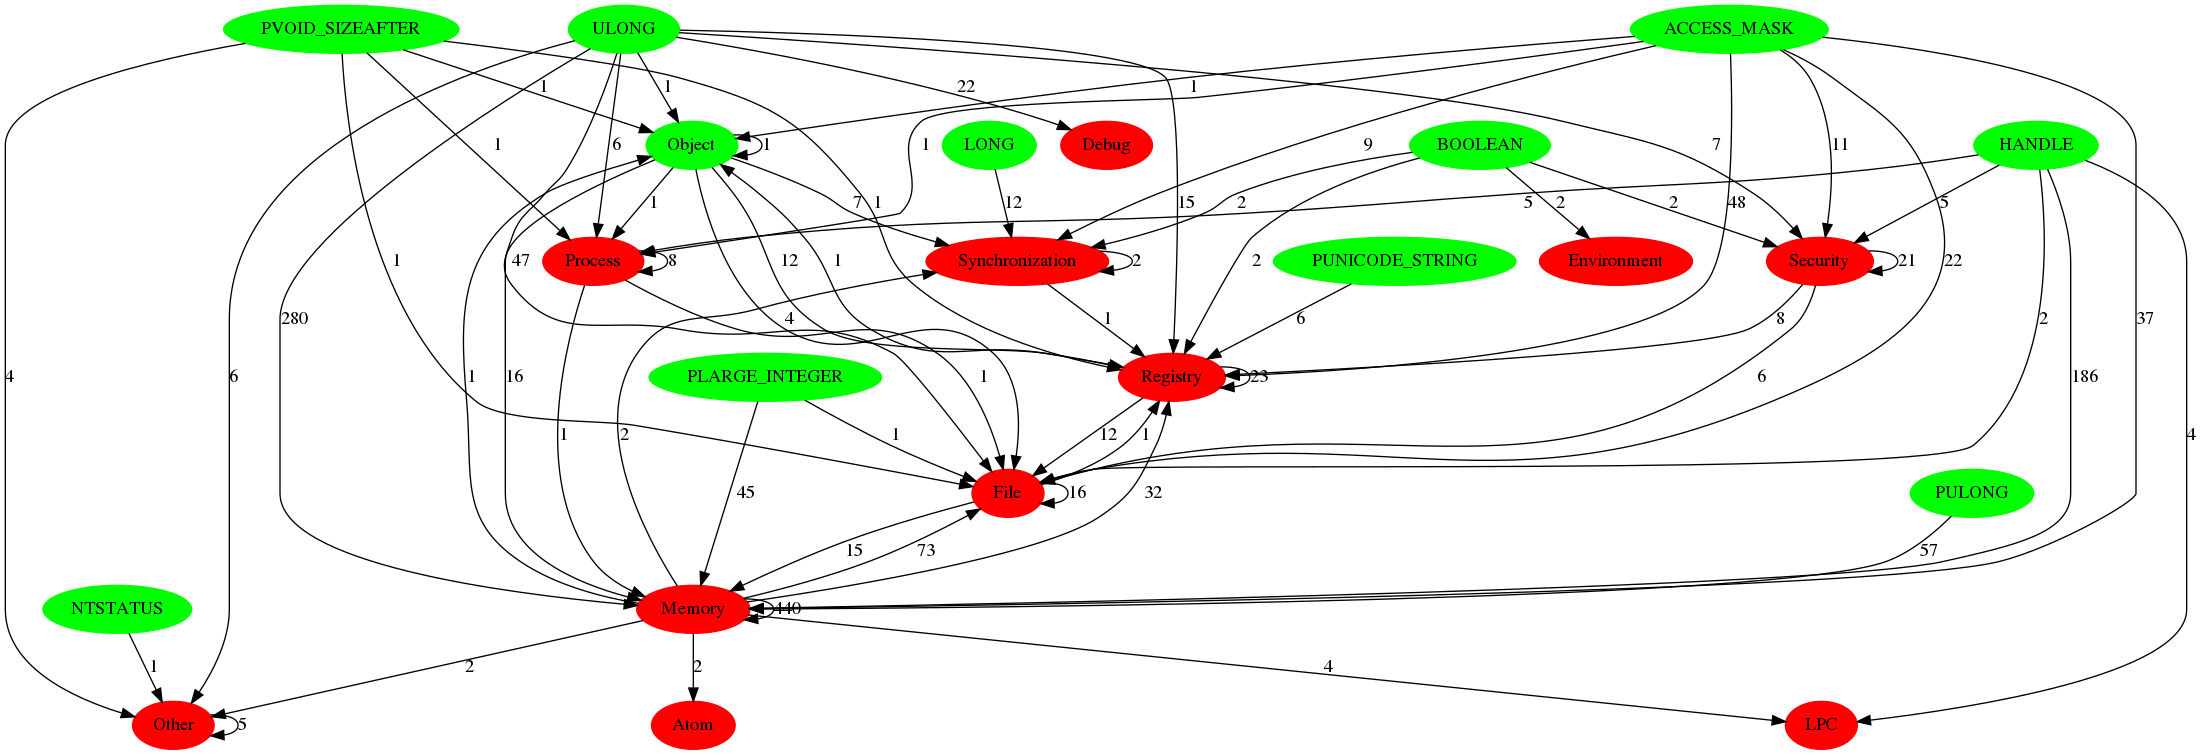 PVOID_SIZEAFTER
ULONG
ACCESS_MASK
1
1
22
1
Object
1
LONG
Debug
BOOLEAN
HANDLE
1
6
1
9
7
11
1
7
1
12
2
15
2
2
48
5
5
Process
8
Synchronization
2
PUNICODE_STRING
Environment
Security
21
1
47
12
1
2
22
280
4
1
6
8
2
37
4
6
1
16
PLARGE_INTEGER
1
Registry
23
6
186
1
2
1
12
1
4
45
File
16
32
PULONG
15
73
57
NTSTATUS
Memory
440
1
2
2
4
Other
5
Atom
LPC